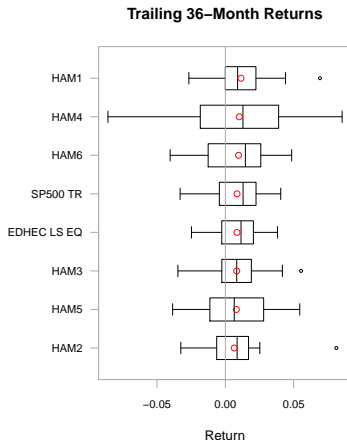 Trailing 36−Month Returns
HAM1
HAM4
HAM6
SP500 TR
EDHEC LS EQ
HAM3
HAM5
HAM2
−0.05 0.00 0.05
Return